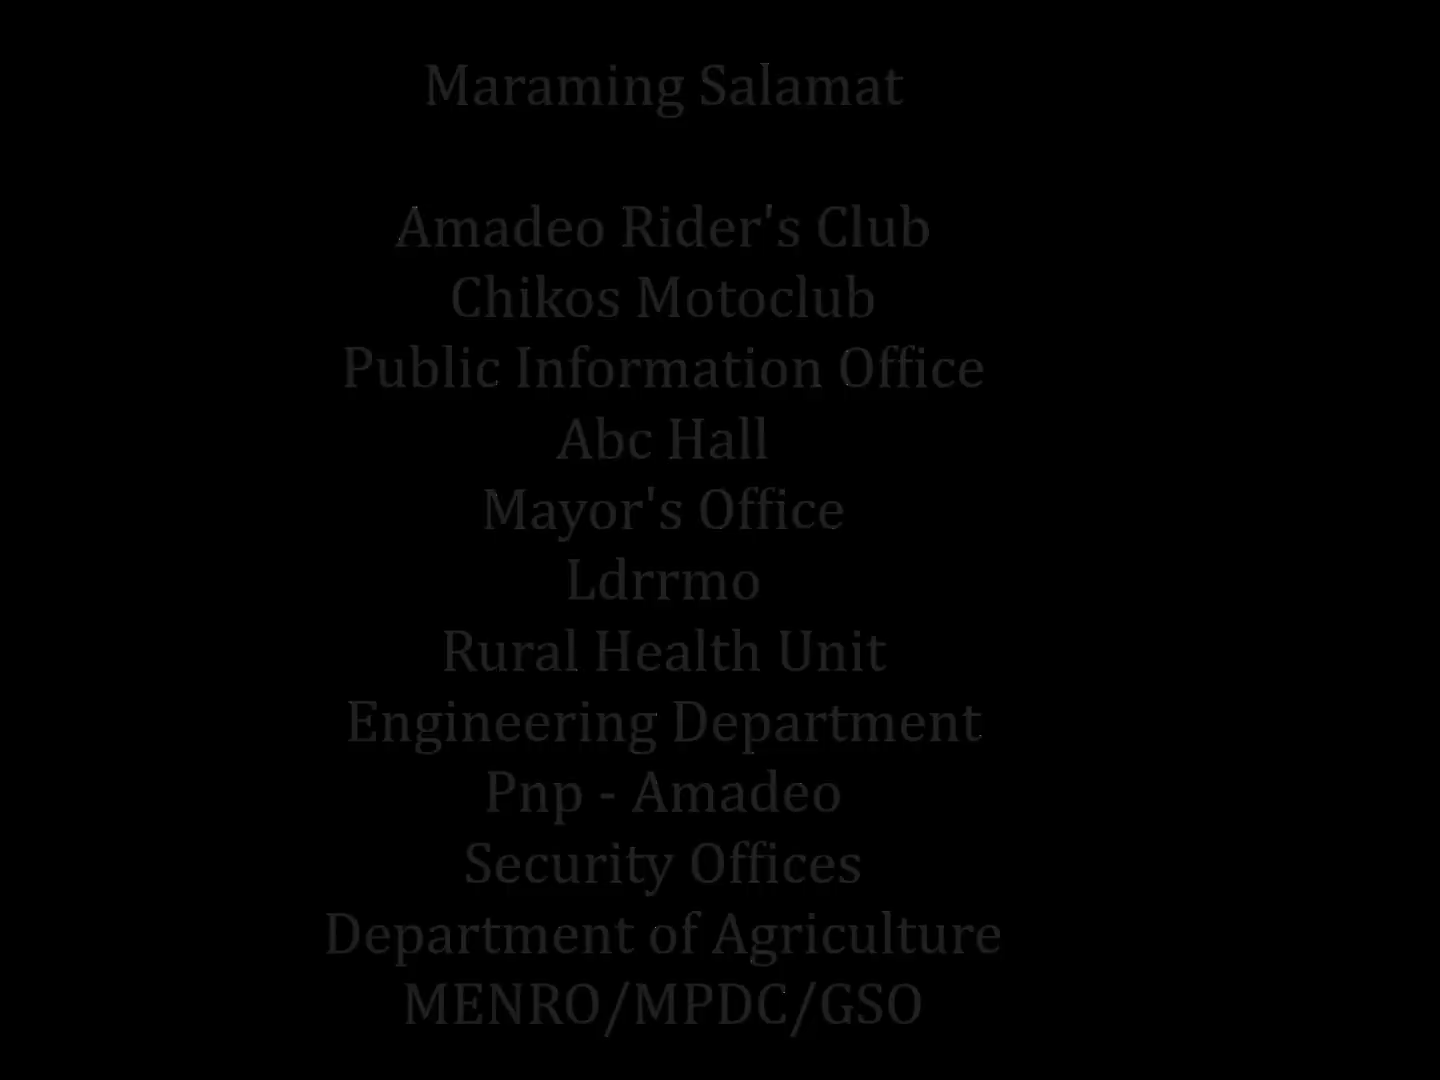 Maraming Salamat
Amadeo Rider's Club
Chikos Motoclub
Public Information Office
Abc Hall
Mayor's Office
Ldrrmo
Rural Health Unit
Engineering Department
Pnp - Amadeo
Security Offices
Department of Agriculture
MENRO/MPDC/GSO